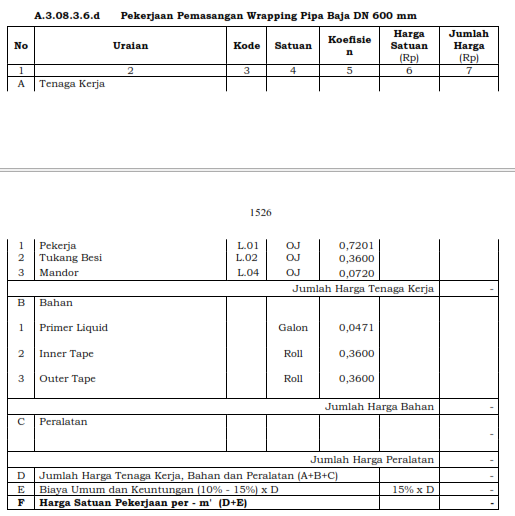 A.3.08.3.6.d Pekerjaan Pemasangan Wrapping Pipa Baja DN 600 mm
No Uraian Kode Satuan Koefisien Harga Satuan (Rp) Jumlah Harga (Rp)
1 2 3 4 5 6 7
A Tenaga Kerja
1526
1 Pekerja L.01 OJ 0,7201
2 Tukang Besi L.02 OJ 0,3600
3 Mandor L.04 OJ 0,0720
Jumlah Harga Tenaga Kerja -
B Bahan
1 Primer Liquid Galon 0,0471
2 Inner Tape Roll 0,3600
3 Outer Tape Roll 0,3600
Jumlah Harga Bahan -
C Peralatan
-
Jumlah Harga Peralatan -
D Jumlah Harga Tenaga Kerja, Bahan dan Peralatan (A+B+C) -
E Biaya Umum dan Keuntungan (10% - 15%) x D 15% x D -
F Harga Satuan Pekerjaan per - m' (D+E) -